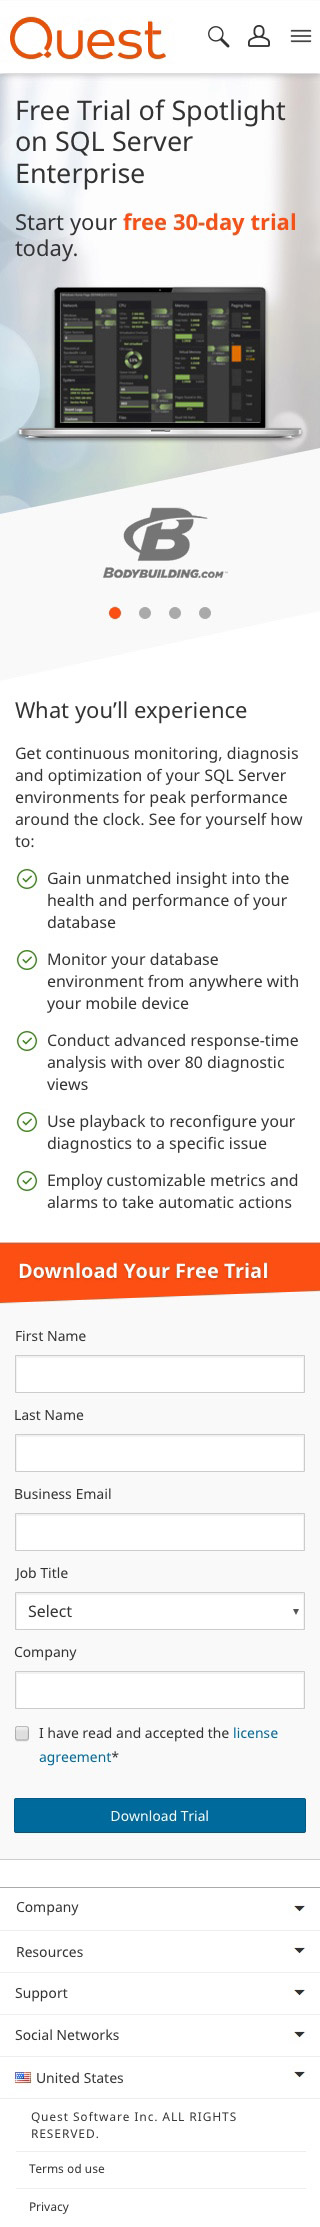 Quest
Free Trial of Spotlight
on SQL Server
Enterprise
Start your free 30-day trial
today.
BODYBUILDING.COM
What you’ll experience
Get continuous monitoring, diagnosis
and optimization of your SQL Server
environments for peak performance
around the clock. See for yourself how
to:
Gain unmatched insight into the
health and performance of your
database
Monitor your database
environment from anywhere with
your mobile device
Conduct advanced response-time
analysis with over 80 diagnostic
views
Use playback to reconfigure your
diagnostics to a specific issue
Employ customizable metrics and
alarms to take automatic actions
Download Your Free Trial
First Name
Last Name
Business Email
Job Title
Select
Company
I have read and accepted the license
agreement*
Download Trial
Company
Resources
Support
Social Networks
United States
Quest Software Inc. ALL RIGHTS
RESERVED.
Terms od use
Privacy